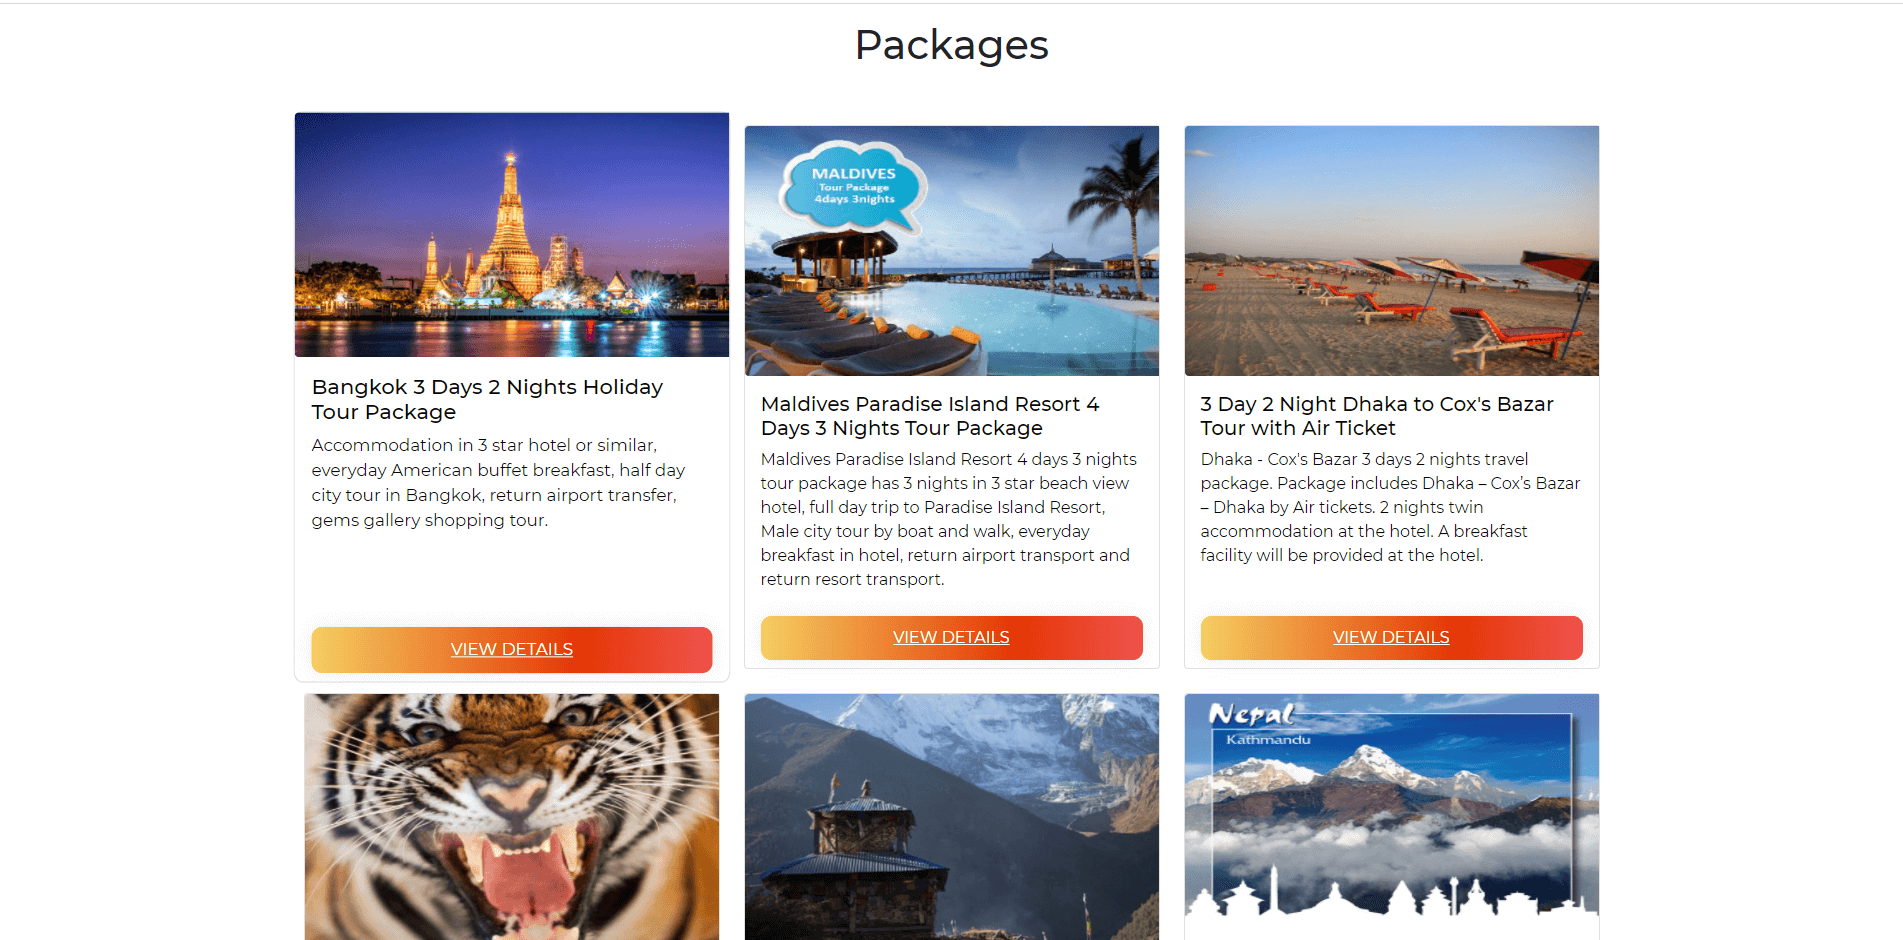 Packages
MALDIVES
Tour Package
4days 3nights
Bangkok 3 Days 2 Nights Holiday
Tour Package
Accommodation in 3 star hotel or similar,
everyday American buffet breakfast, half day
city tour in Bangkok, return airport transfer,
gems gallery shopping tour.
VIEW DETAILS
Maldives Paradise Island Resort 4
Days 3 Nights Tour Package
Maldives Paradise Island Resort 4 days 3 nights
tour package has 3 nights in 3 star beach view
hotel, full day trip to Paradise Island Resort,
Male city tour by boat and walk, everyday
breakfast in hotel, return airport transport and
return resort transport.
VIEW DETAILS
3 Day 2 Night Dhaka to Cox's Bazar
Tour with Air Ticket
Dhaka - Cox's Bazar 3 days 2 nights travel
package. Package includes Dhaka – Cox’s Bazar
– Dhaka by Air tickets. 2 nights twin
accommodation at the hotel. A breakfast
facility will be provided at the hotel.
VIEW DETAILS
Nepal
Kathmandu